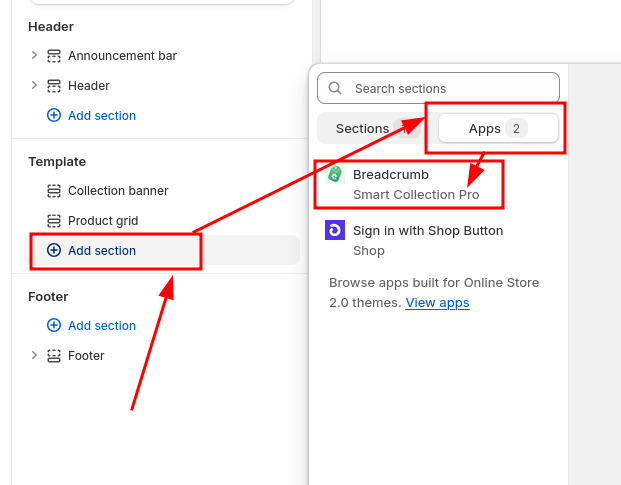 Header
Announcement bar
Header
Add section
Template
Collection banner
Product grid
Add section
Footer
Add section
Footer
Search sections
Sections
Apps 2
Breadcrumb
Smart Collection Pro
Sign in with Shop Button
Shop
Browse apps built for Online Store
2.0 themes. View apps